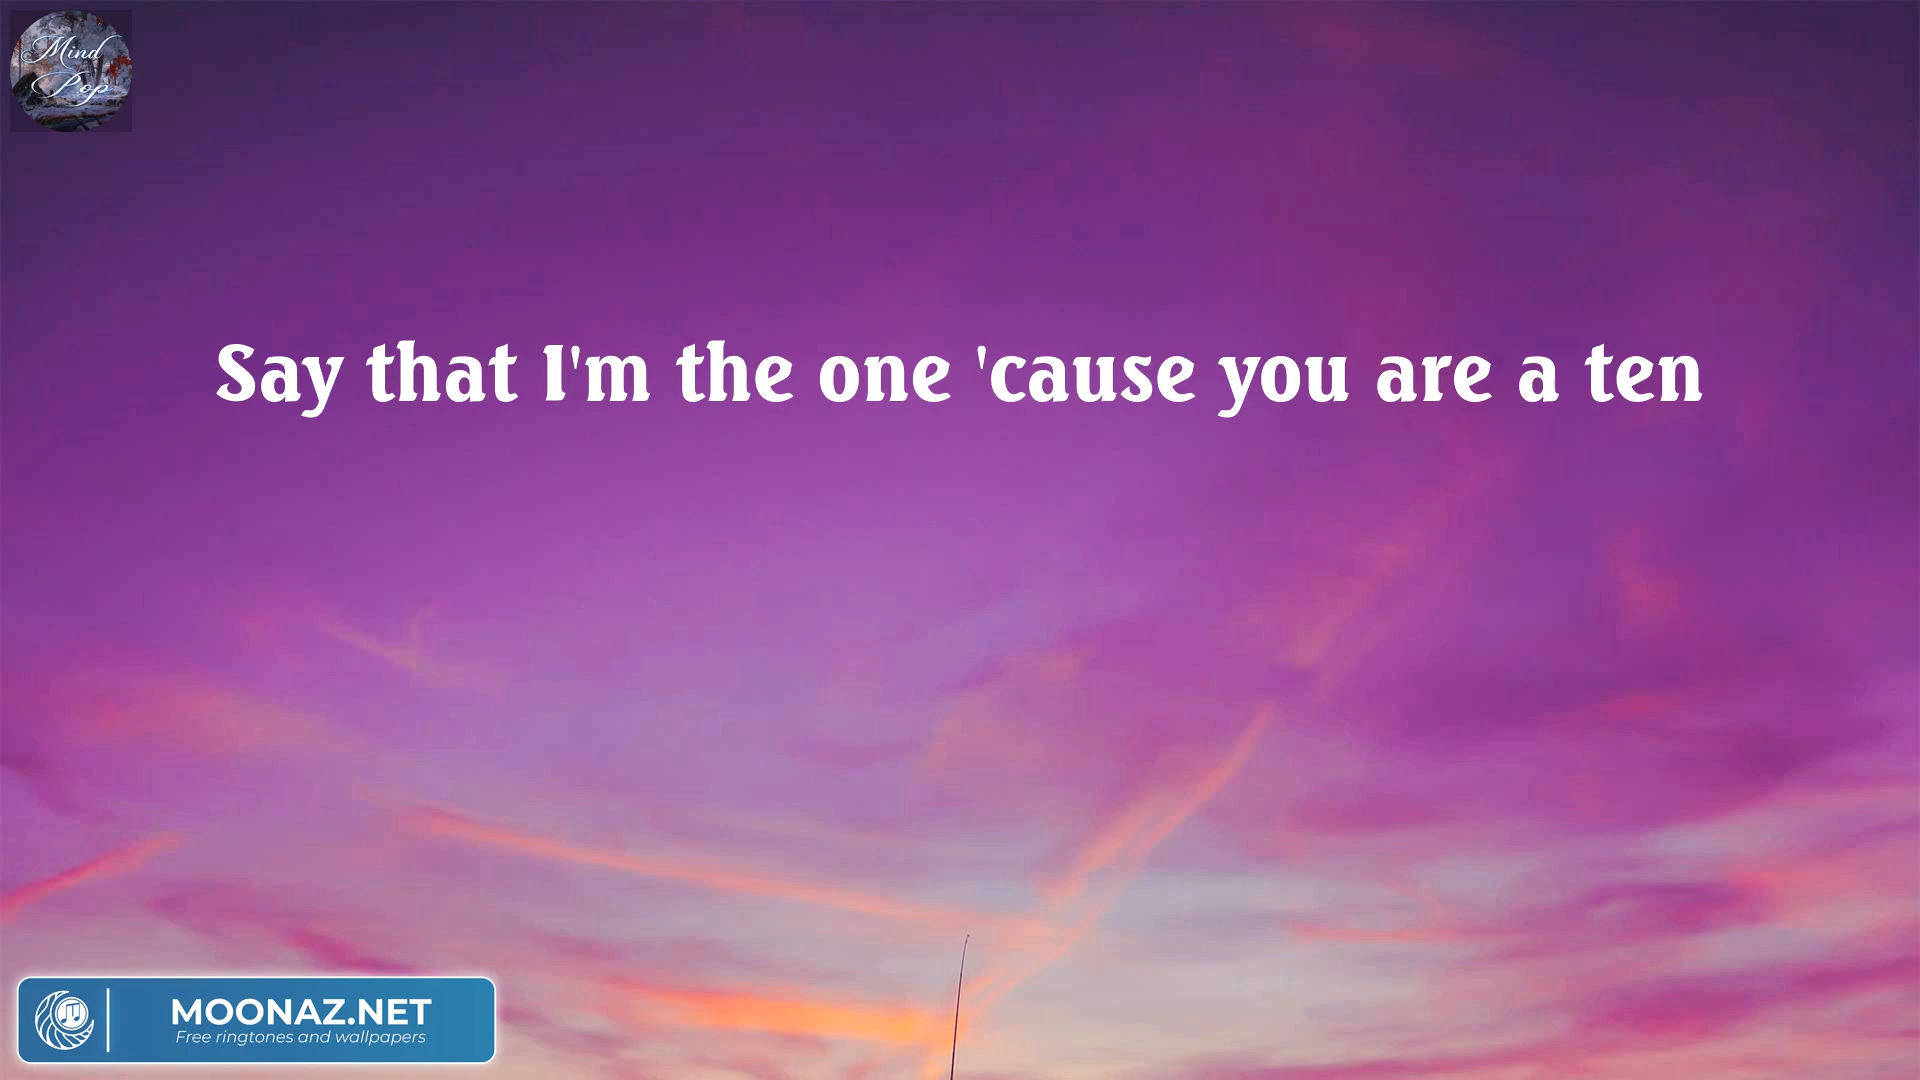 Mind
Pop
Say that I'm the one 'cause you are a ten
MOONAZ.NET
Free ringtones and wallpapers